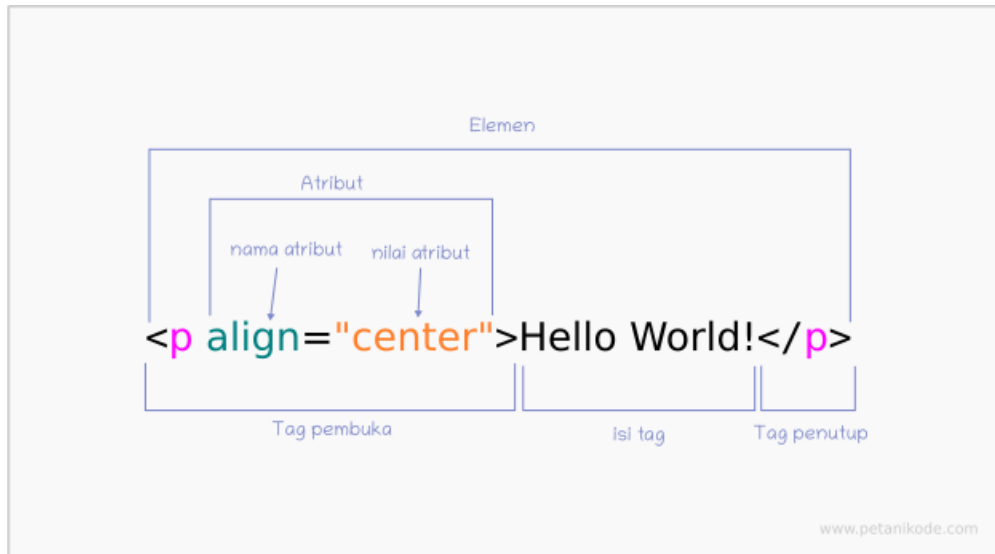 Elemen
Atribut
nama atribut nilai atribut
<p align="center">Hello World!</p>
Tag pembuka isi tag Tag penutup
www.petanikode.com